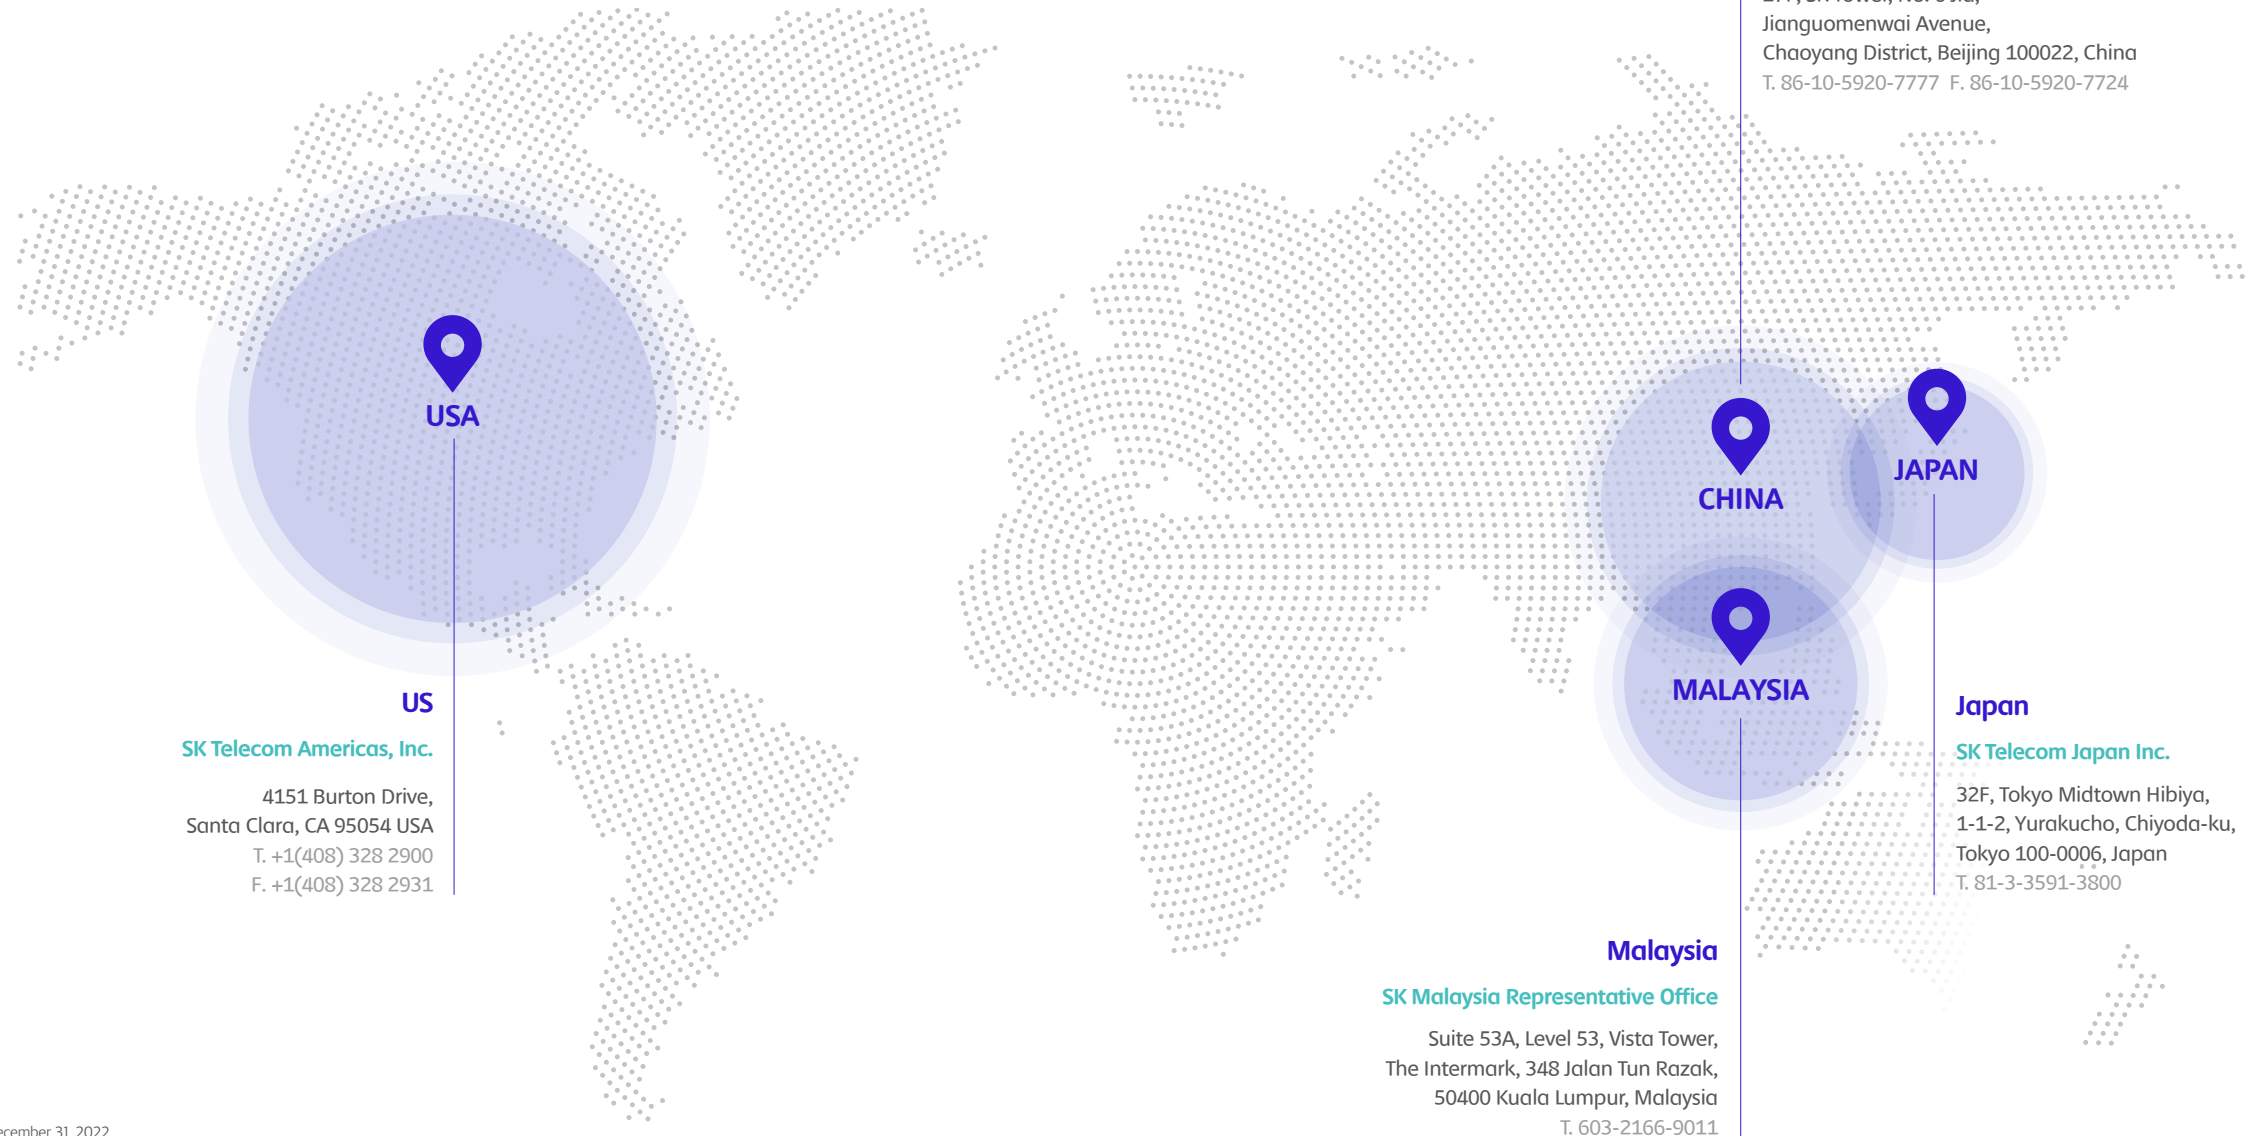 Jianguomenwai Avenue,
Chaoyang District, Beijing 100022, China
T. 86-10-5920-7777 F. 86-10-5920-7724
USA
CHINA
JAPAN
MALAYSIA
US
SK Telecom Americas, Inc.
4151 Burton Drive,
Santa Clara, CA 95054 USA
T. +1(408) 328 2900
F. +1(408) 328 2931
Japan
SK Telecom Japan Inc.
32F, Tokyo Midtown Hibiya,
1-1-2, Yurakucho, Chiyoda-ku,
Tokyo 100-0006, Japan
T. 81-3-3591-3800
Malaysia
SK Malaysia Representative Office
Suite 53A, Level 53, Vista Tower,
The Intermark, 348 Jalan Tun Razak,
50400 Kuala Lumpur, Malaysia
T. 603-2166-9011
ecember 31, 2022